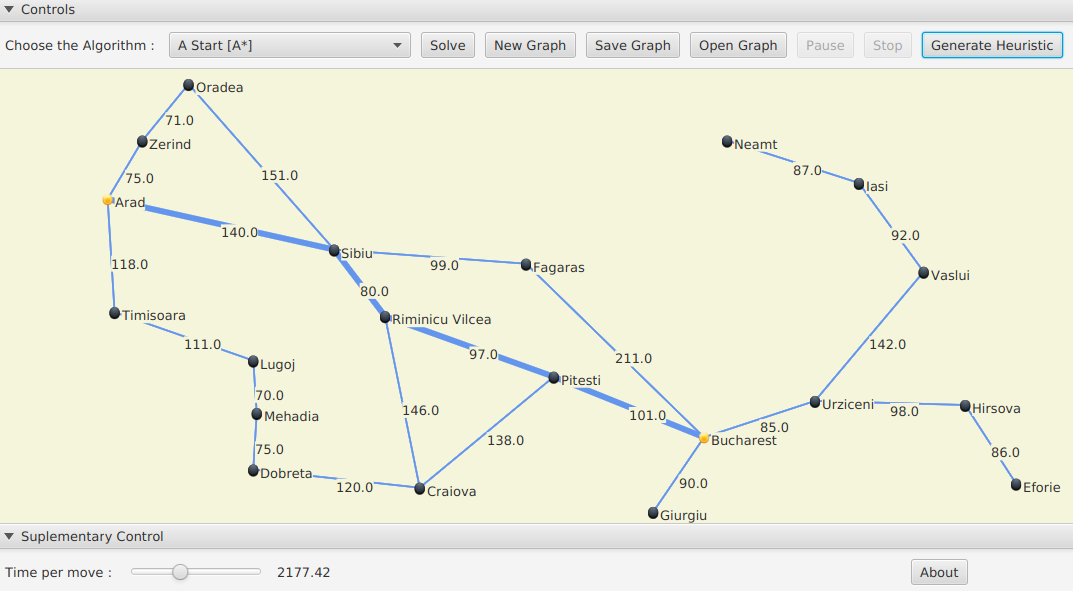 Controls
Choose the Algorithm : A Start [A*] Solve New Graph Save Graph Open Graph Pause Stop Generate Heuristic
Oradea
71.0
Zerind
Neamt
87.0
151.0
75.0
Iasi
Arad
140.0
92.0
Sibiu
99.0
118.0
Fagaras
Vaslui
80.0
Timisoara
Riminicu Vilcea
111.0
97.0
142.0
211.0
Lugoj
Pitesti
70.0
146.0
101.0
Urziceni
98.0
Hirsova
Mehadia
85.0
138.0
Bucharest
75.0
86.0
Dobreta
120.0
90.0
Craiova
Eforie
Giurgiu
Suplementary Control
Time per move : 2177.42 About